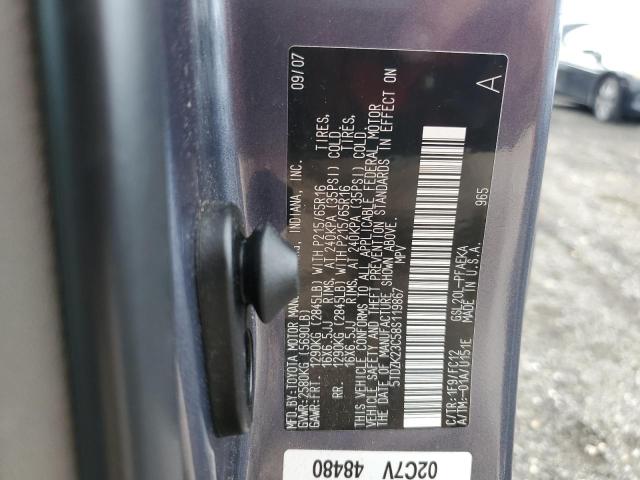 MFD.BY:TOYOTA MOTOR MANUFACTURING, INDIANA, INC. 09/07
GVWR:2580KG (5690LB)
GAWR:FRT. 1290KG (2845LB) WITH P215/65R16 TIRES,
16X6.5JJ RIMS, AT 240KPA (35PSI) COLD.
RR. 1290KG (2845LB) WITH P215/65R16 TIRES,
16X6.5JJ RIMS, AT 240KPA (35PSI) COLD.
THIS VEHICLE CONFORMS TO ALL APPLICABLE FEDERAL MOTOR
VEHICLE SAFETY AND THEFT PREVENTION STANDARDS IN EFFECT ON
THE DATE OF MANUFACTURE SHOWN ABOVE.
5TDZK23C58S119867 MPV
A
C/TR:1F9/FC12 GSL20L-PFAEKA 965
MADE IN U.S.A.
02C7V
48480